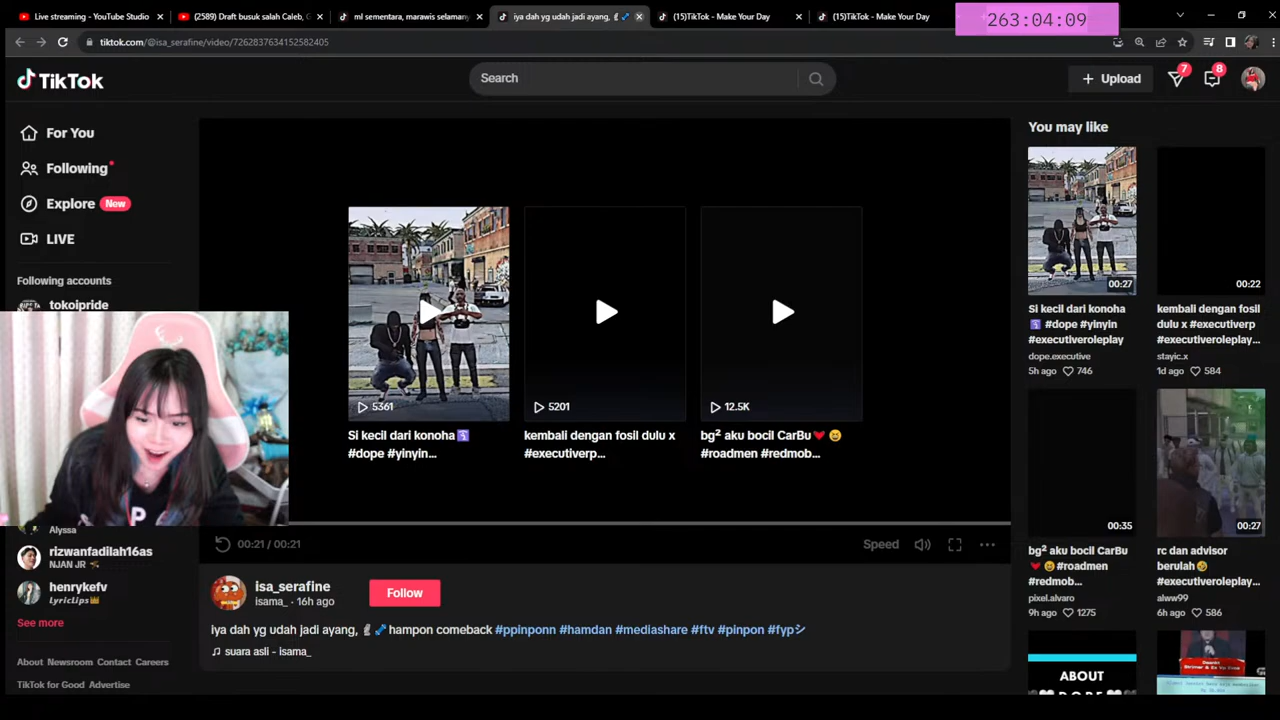 Live streaming - YouTube Studio
(2589) Draft busuk salah Caleb, G
ml sementara, marawis selaman
iya dah yg udah jadi ayang, ✌🦴
(15)TikTok - Make Your Day
(15)TikTok - Make Your Day
263:04:09
tiktok.com/@isa_serafine/video/7262837634152582405
TikTok
Search
Upload
7
8
For You
Following
Explore New
LIVE
Following accounts
tokoipride
Alyssa
rizwanfadilah16as
NJAN JR
henrykefv
LyricLips👑
See more
About Newsroom Contact Careers
TikTok for Good Advertise
5361
Si kecil dari konoha
#dope #yinyin...
5201
kembali dengan fosil dulu x
#executiverp...
12.5K
bg² aku bocil CarBu❤️😆
#roadmen #redmob...
00:21 / 00:21
Speed
isa_serafine
isama_ · 16h ago
Follow
iya dah yg udah jadi ayang, ✌🦴 hampon comeback #ppinponn #hamdan #mediashare #ftv #pinpon #fypシ
♫ suara asli - isama_
You may like
00:27
Si kecil dari konoha
#dope #yinyin
#executiveroleplay
dope.executive
5h ago 746
00:22
kembali dengan fosil
dulu x #executiverp
#executiveroleplay...
stayic.x
1d ago 584
00:35
bg² aku bocil CarBu
❤️😆 #roadmen
#redmob...
pixel.alvaro
9h ago 1275
00:27
rc dan advisor
berulah🤣
#executiveroleplay...
alww99
6h ago 586
ABOUT